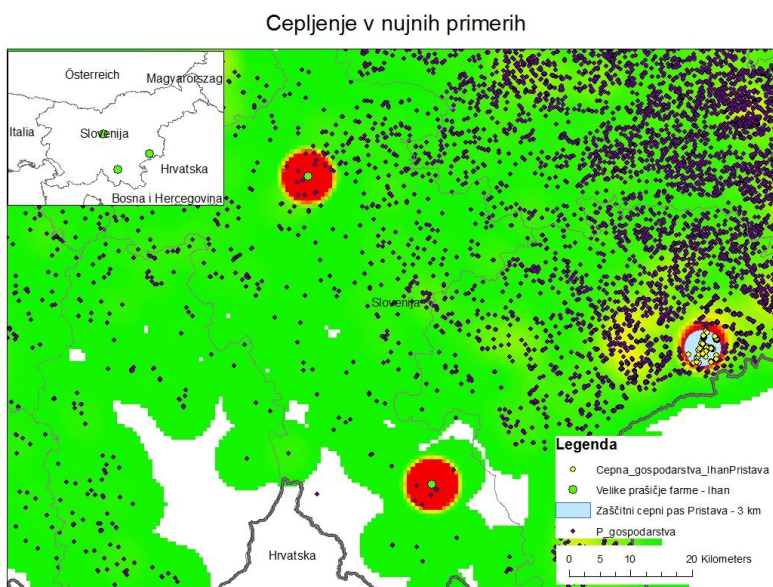 Cepljenje v nujnih primerih
Österreich
Magyarország
Italia
Slovenija
Hrvatska
Bosna i Hercegovina
Slovenija
Legenda
Cepna_gospodarstva_IhanPristava
Velike prašičje farme - Ihan
Zaščitni cepni pas Pristava - 3 km
P_gospodarstva
0 5 10 20 Kilometers
Hrvatska